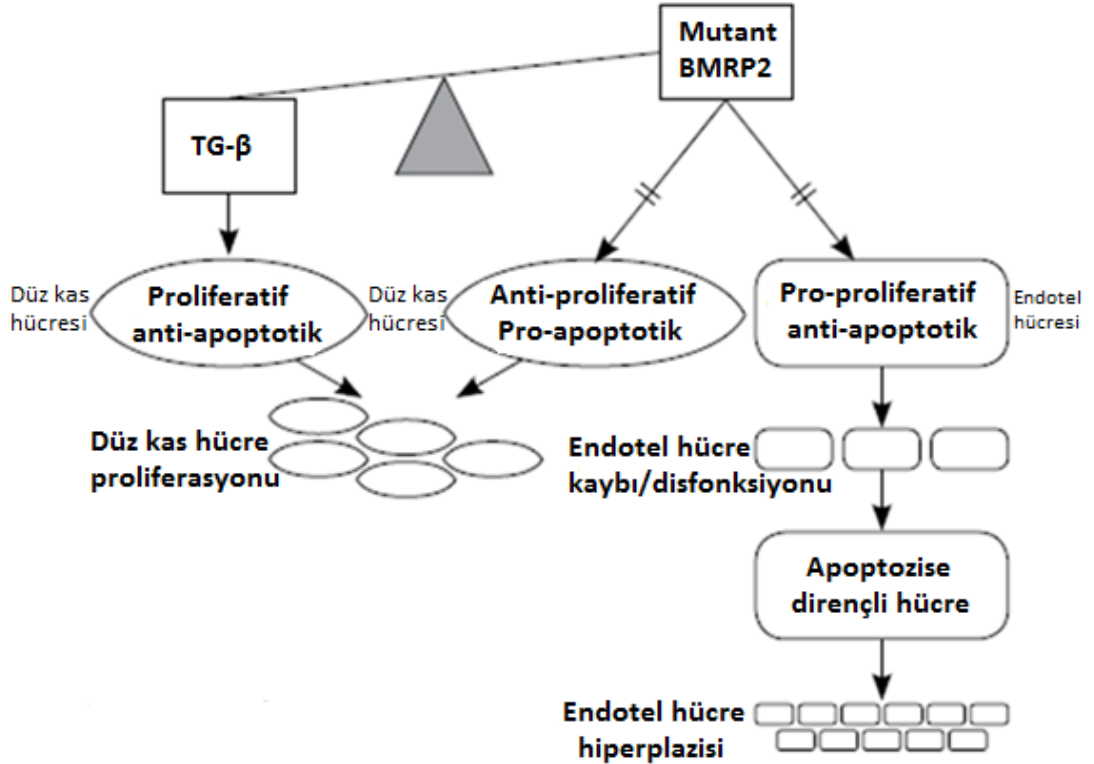 Mutant
BMRP2
TG-β
Düz kas
hücresi
Proliferatif
anti-apoptotik
Düz kas
hücresi
Anti-proliferatif
Pro-apoptotik
Pro-proliferatif
anti-apoptotik
Endotel
hücresi
Düz kas hücre
proliferasyonu
Endotel hücre
kaybı/disfonksiyonu
Apoptozise
dirençli hücre
Endotel hücre
hiperplazisi